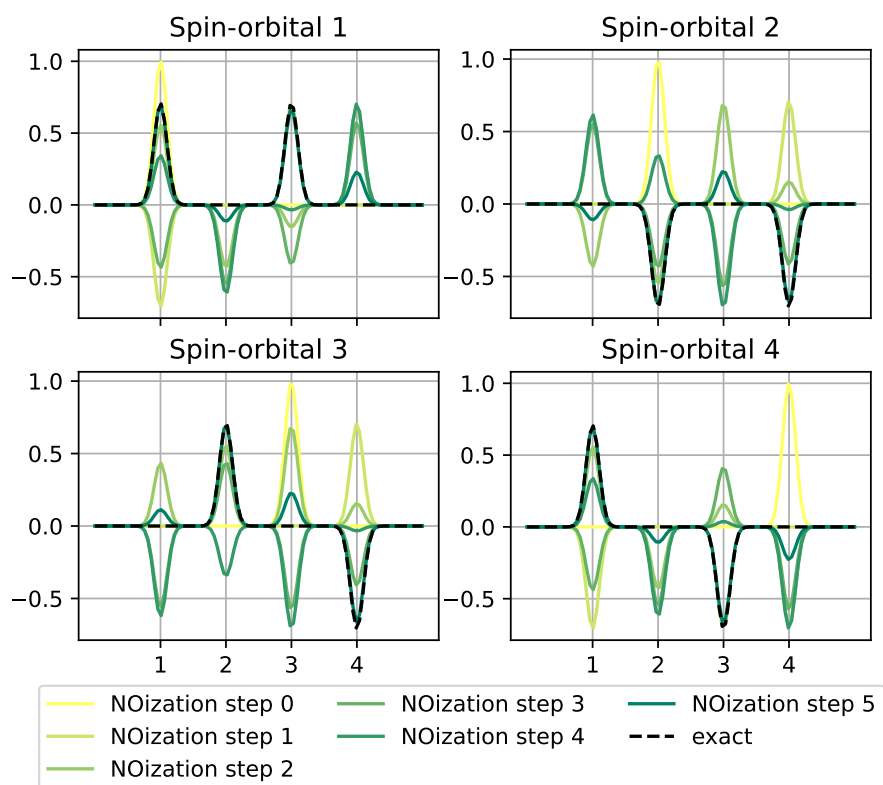 Spin-orbital 1
Spin-orbital 2
1.0
0.5
0.0
−0.5
1.0
0.5
0.0
−0.5
Spin-orbital 3
Spin-orbital 4
1.0
0.5
0.0
−0.5
1 2 3 4
1.0
0.5
0.0
−0.5
1 2 3 4
NOization step 0
NOization step 1
NOization step 2
NOization step 3
NOization step 4
NOization step 5
exact